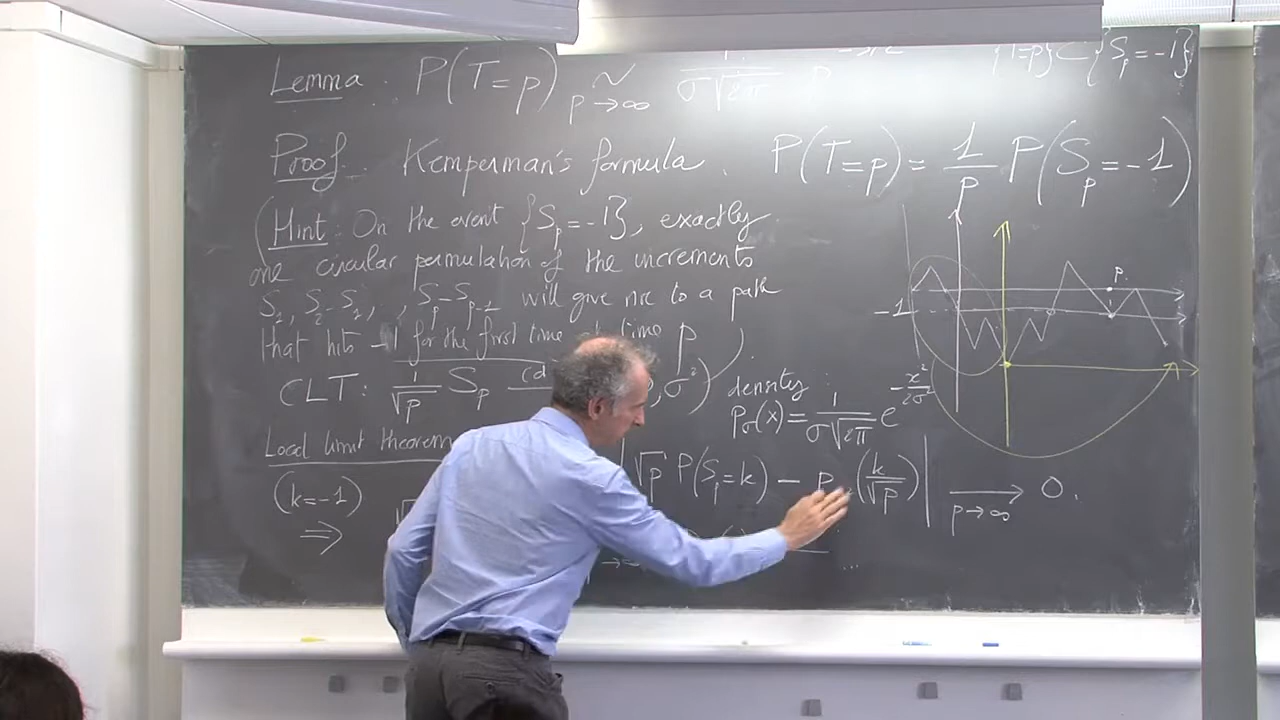 Lemma : P(T=p) ~ p→∞ 1/(σ√2π) p {T=p}⊂{S_p=-1}
Proof. Kemperman's formula. P(T=p) = 1/p P(S_p=-1)
(Hint: On the event {S_p=-1}, exactly
one circular permutation of the increments
S_1, S_2-S_1, , S_p-S_{p-1} will give rise to a path
that hits -1 for the first time at time p).
-1
p
CLT: 1/√p S_p (d , σ²) density
p_σ(x) = 1/(σ√2π) e^{-x²/2σ²}
Local limit theorem
|√p P(S_p=k) - p (k/√p)| → p→∞ 0.
(k=-1)
⇒ √
...